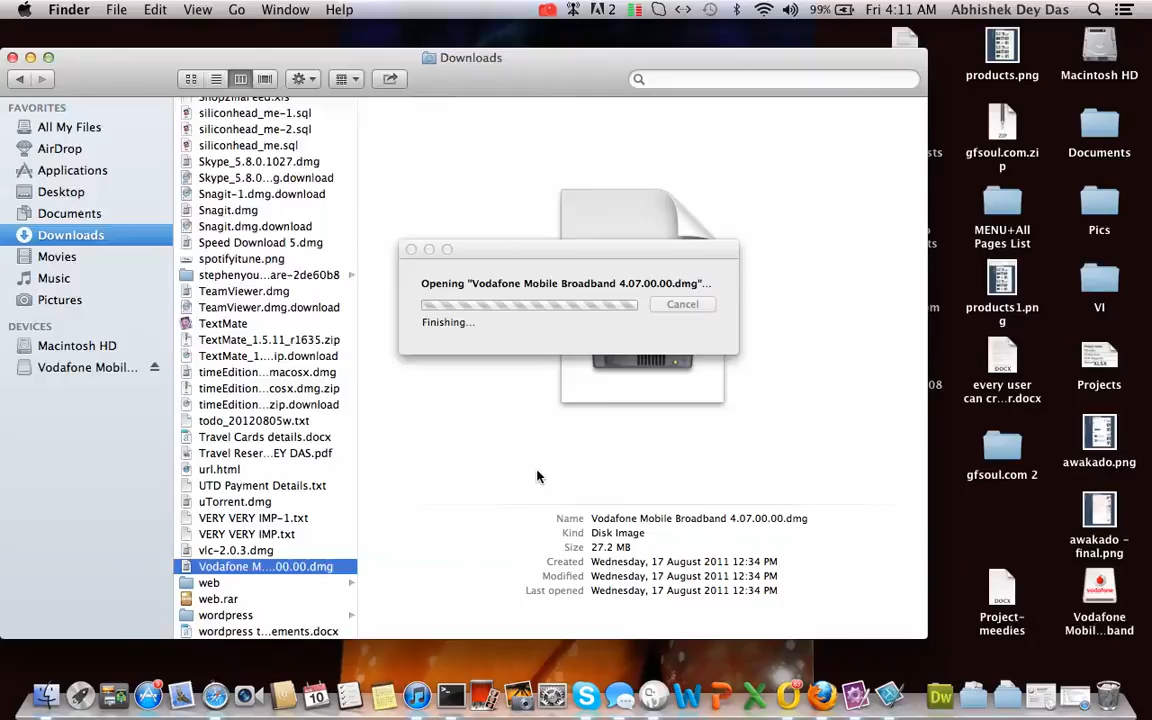 Finder File Edit View Go Window Help
2 99% Fri 4:11 AM Abhishek Dey Das
Downloads
FAVORITES
All My Files
AirDrop
Applications
Desktop
Documents
Downloads
Movies
Music
Pictures
DEVICES
Macintosh HD
Vodafone Mobil...
siliconhead_me-1.sql
siliconhead_me-2.sql
siliconhead_me.sql
Skype_5.8.0.1027.dmg
Skype_5.8.0...g.download
Snagit-1.dmg.download
Snagit.dmg
Snagit.dmg.download
Speed Download 5.dmg
spotifytune.png
stephenyou...are-2de60b8
TeamViewer.dmg
TeamViewer.dmg.download
TextMate
TextMate_1.5.11_r1635.zip
TextMate_1....ip.download
timeEdition...macosx.dmg
timeEdition...cosx.dmg.zip
timeEdition...zip.download
todo_20120805w.txt
Travel Cards details.docx
Travel Reser...EY DAS.pdf
url.html
UTD Payment Details.txt
uTorrent.dmg
VERY VERY IMP-1.txt
VERY VERY IMP.txt
vlc-2.0.3.dmg
Vodafone M....00.00.dmg
web
web.rar
wordpress
wordpress t...ements.docx
Opening "Vodafone Mobile Broadband 4.07.00.00.dmg"...
Cancel
Finishing...
Name Vodafone Mobile Broadband 4.07.00.00.dmg
Kind Disk Image
Size 27.2 MB
Created Wednesday, 17 August 2011 12:34 PM
Modified Wednesday, 17 August 2011 12:34 PM
Last opened Wednesday, 17 August 2011 12:34 PM
products.png
Macintosh HD
ZIP
gfsoul.com.zi
p
Documents
MENU+All
Pages List
Pics
products1.pn
g
VI
DOCX
every user
can cr...r.docx
XLSX
Projects
gfsoul.com 2
awakado.png
awakado -
final.png
DOCX
Project-
meedies
vodafone
Vodafone
Mobil...band
10
Dw